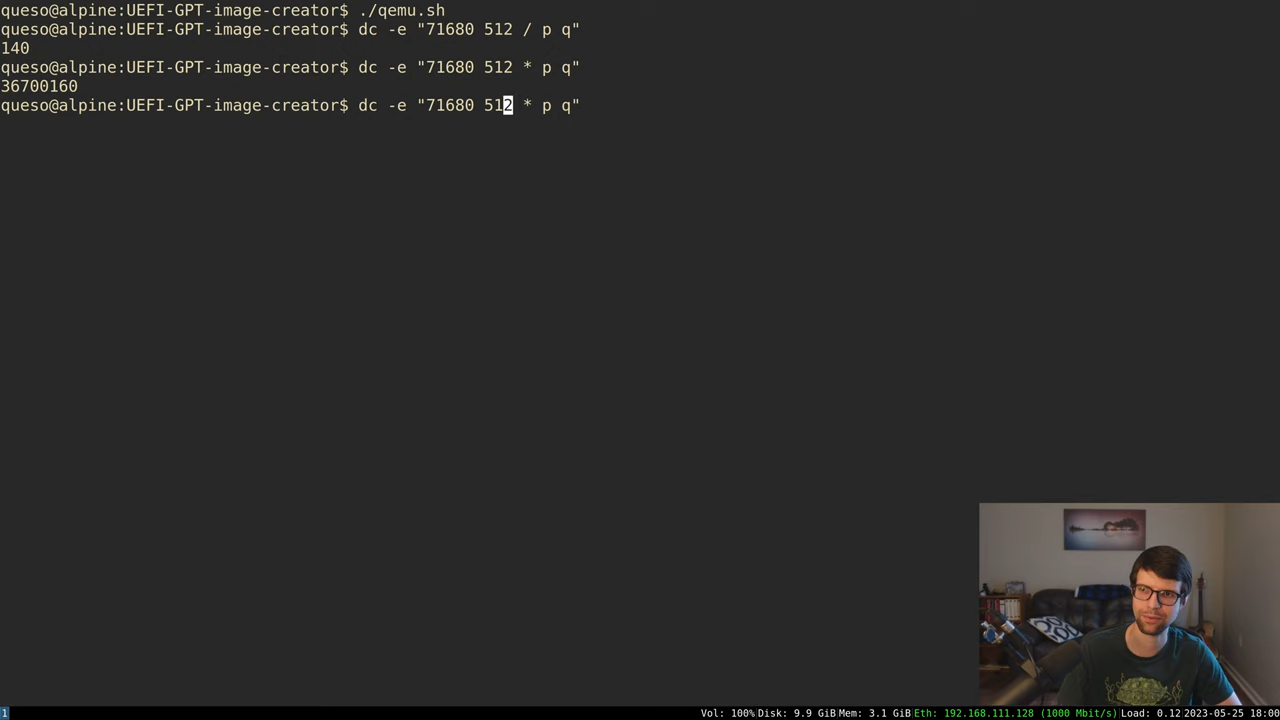 queso@alpine:UEFI-GPT-image-creator$ ./qemu.sh
queso@alpine:UEFI-GPT-image-creator$ dc -e "71680 512 / p q"
140
queso@alpine:UEFI-GPT-image-creator$ dc -e "71680 512 * p q"
36700160
queso@alpine:UEFI-GPT-image-creator$ dc -e "71680 512 * p q"
1 Vol: 100% Disk: 9.9 GiB Mem: 3.1 GiB Eth: 192.168.111.128 (1000 Mbit/s) Load: 0.12 2023-05-25 18:00